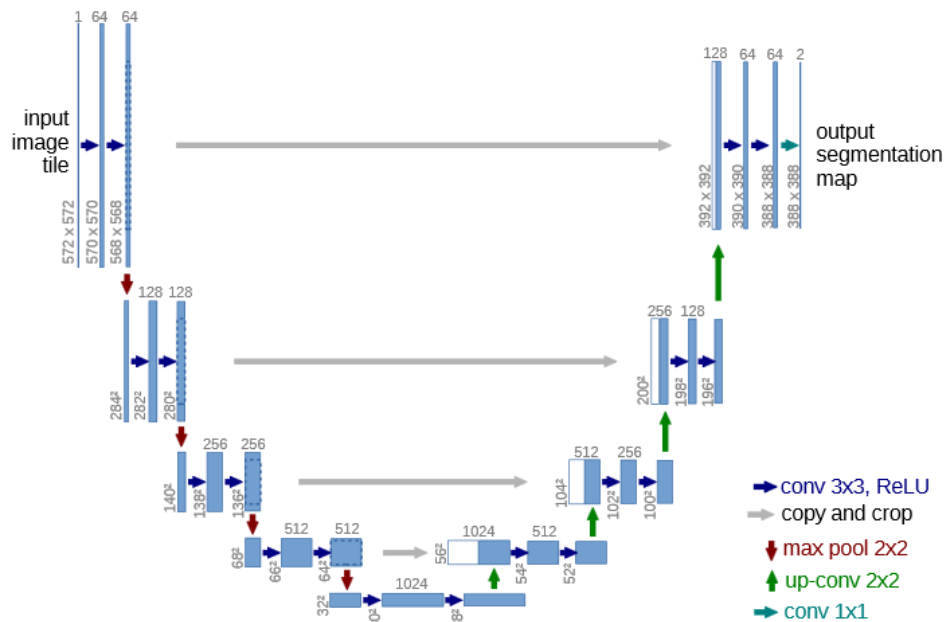 1
64
64
input
image
tile
572 x 572
570 x 570
568 x 568
128
64
64
2
output
segmentation
map
392 x 392
390 x 390
388 x 388
388 x 388
128
128
284²
282²
280²
256
128
200²
198²
196²
256
256
140²
138²
136²
512
256
104²
102²
100²
512
512
68²
66²
64²
1024
512
56²
54²
52²
1024
32²
0²
8²
conv 3x3, ReLU
copy and crop
max pool 2x2
up-conv 2x2
conv 1x1